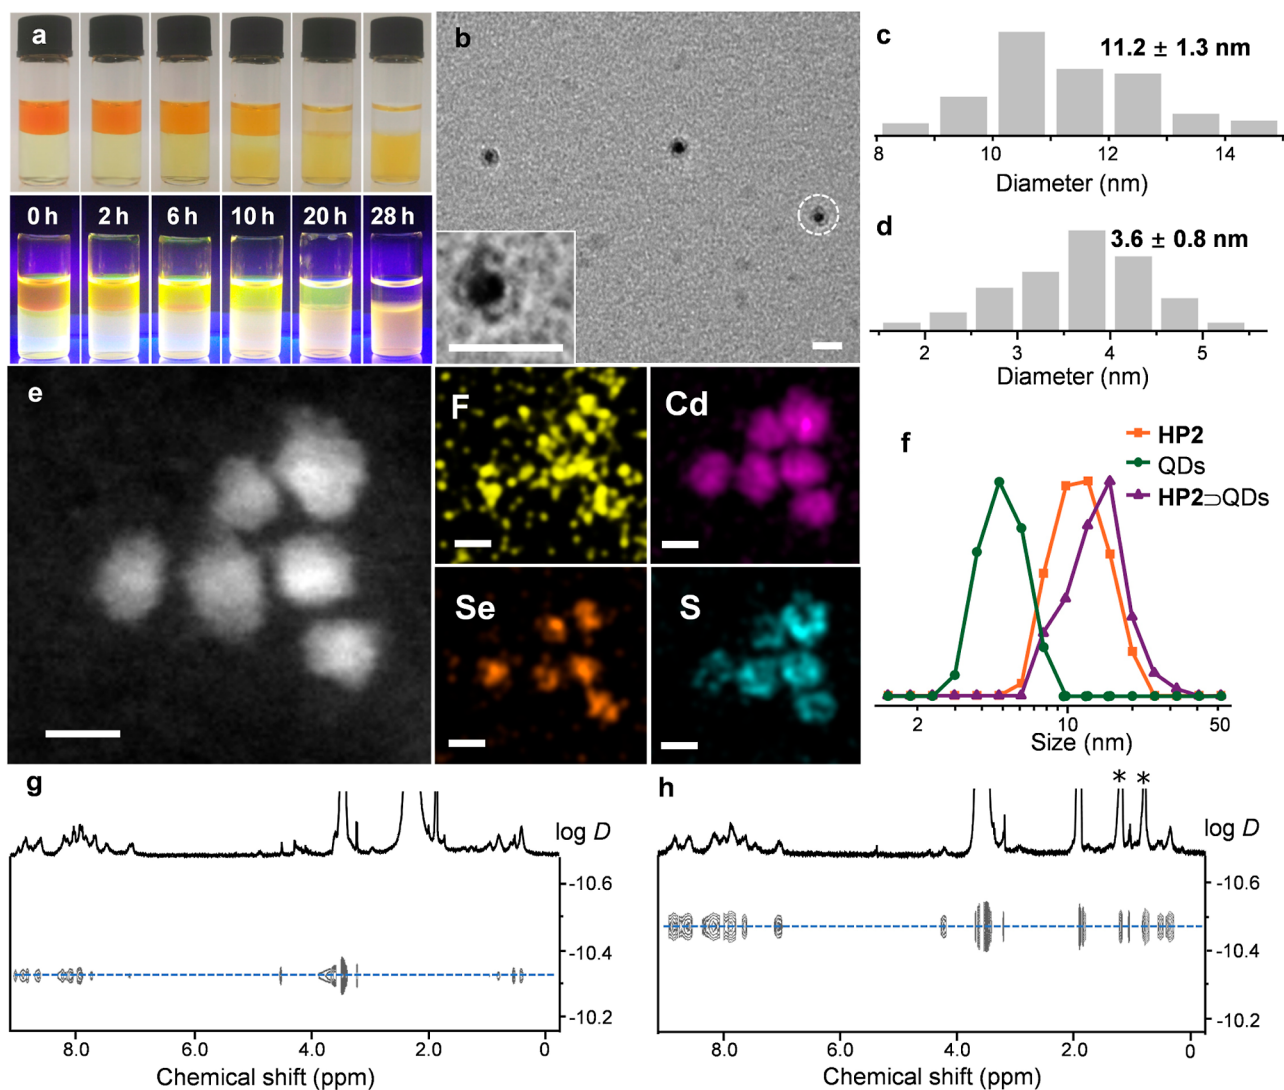 a
0 h 2 h 6 h 10 h 20 h 28 h
b
c
11.2 ± 1.3 nm
8 10 12 14
Diameter (nm)
d
3.6 ± 0.8 nm
2 3 4 5
Diameter (nm)
e
F
Cd
Se
S
f
HP2
QDs
HP2⊃QDs
2 10 50
Size (nm)
g
log D
-10.6
-10.4
-10.2
8.0 6.0 4.0 2.0 0
Chemical shift (ppm)
h
* *
log D
-10.6
-10.4
-10.2
8.0 6.0 4.0 2.0 0
Chemical shift (ppm)